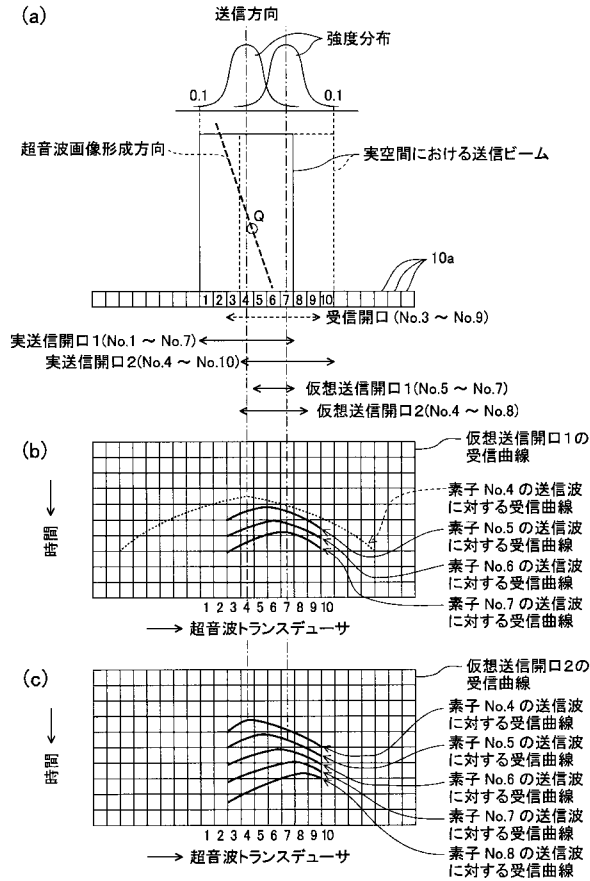 (a)
送信方向
強度分布
0.1
0.1
超音波画像形成方向
実空間における送信ビーム
Q
10a
1 2 3 4 5 6 7 8 9 10
受信開口 (No.3 ～ No.9)
実送信開口1(No.1 ～ No.7)
実送信開口2(No.4 ～ No.10)
仮想送信開口1(No.5 ～ No.7)
仮想送信開口2(No.4 ～ No.8)
(b)
仮想送信開口1の
受信曲線
時間
素子 No.4 の送信波
に対する受信曲線
素子 No.5 の送信波
に対する受信曲線
素子 No.6 の送信波
に対する受信曲線
素子 No.7 の送信波
に対する受信曲線
1 2 3 4 5 6 7 8 9 10
超音波トランスデューサ
(c)
仮想送信開口2の
受信曲線
時間
素子 No.4 の送信波
に対する受信曲線
素子 No.5 の送信波
に対する受信曲線
素子 No.6 の送信波
に対する受信曲線
素子 No.7 の送信波
に対する受信曲線
素子 No.8 の送信波
に対する受信曲線
1 2 3 4 5 6 7 8 9 10
超音波トランスデューサ